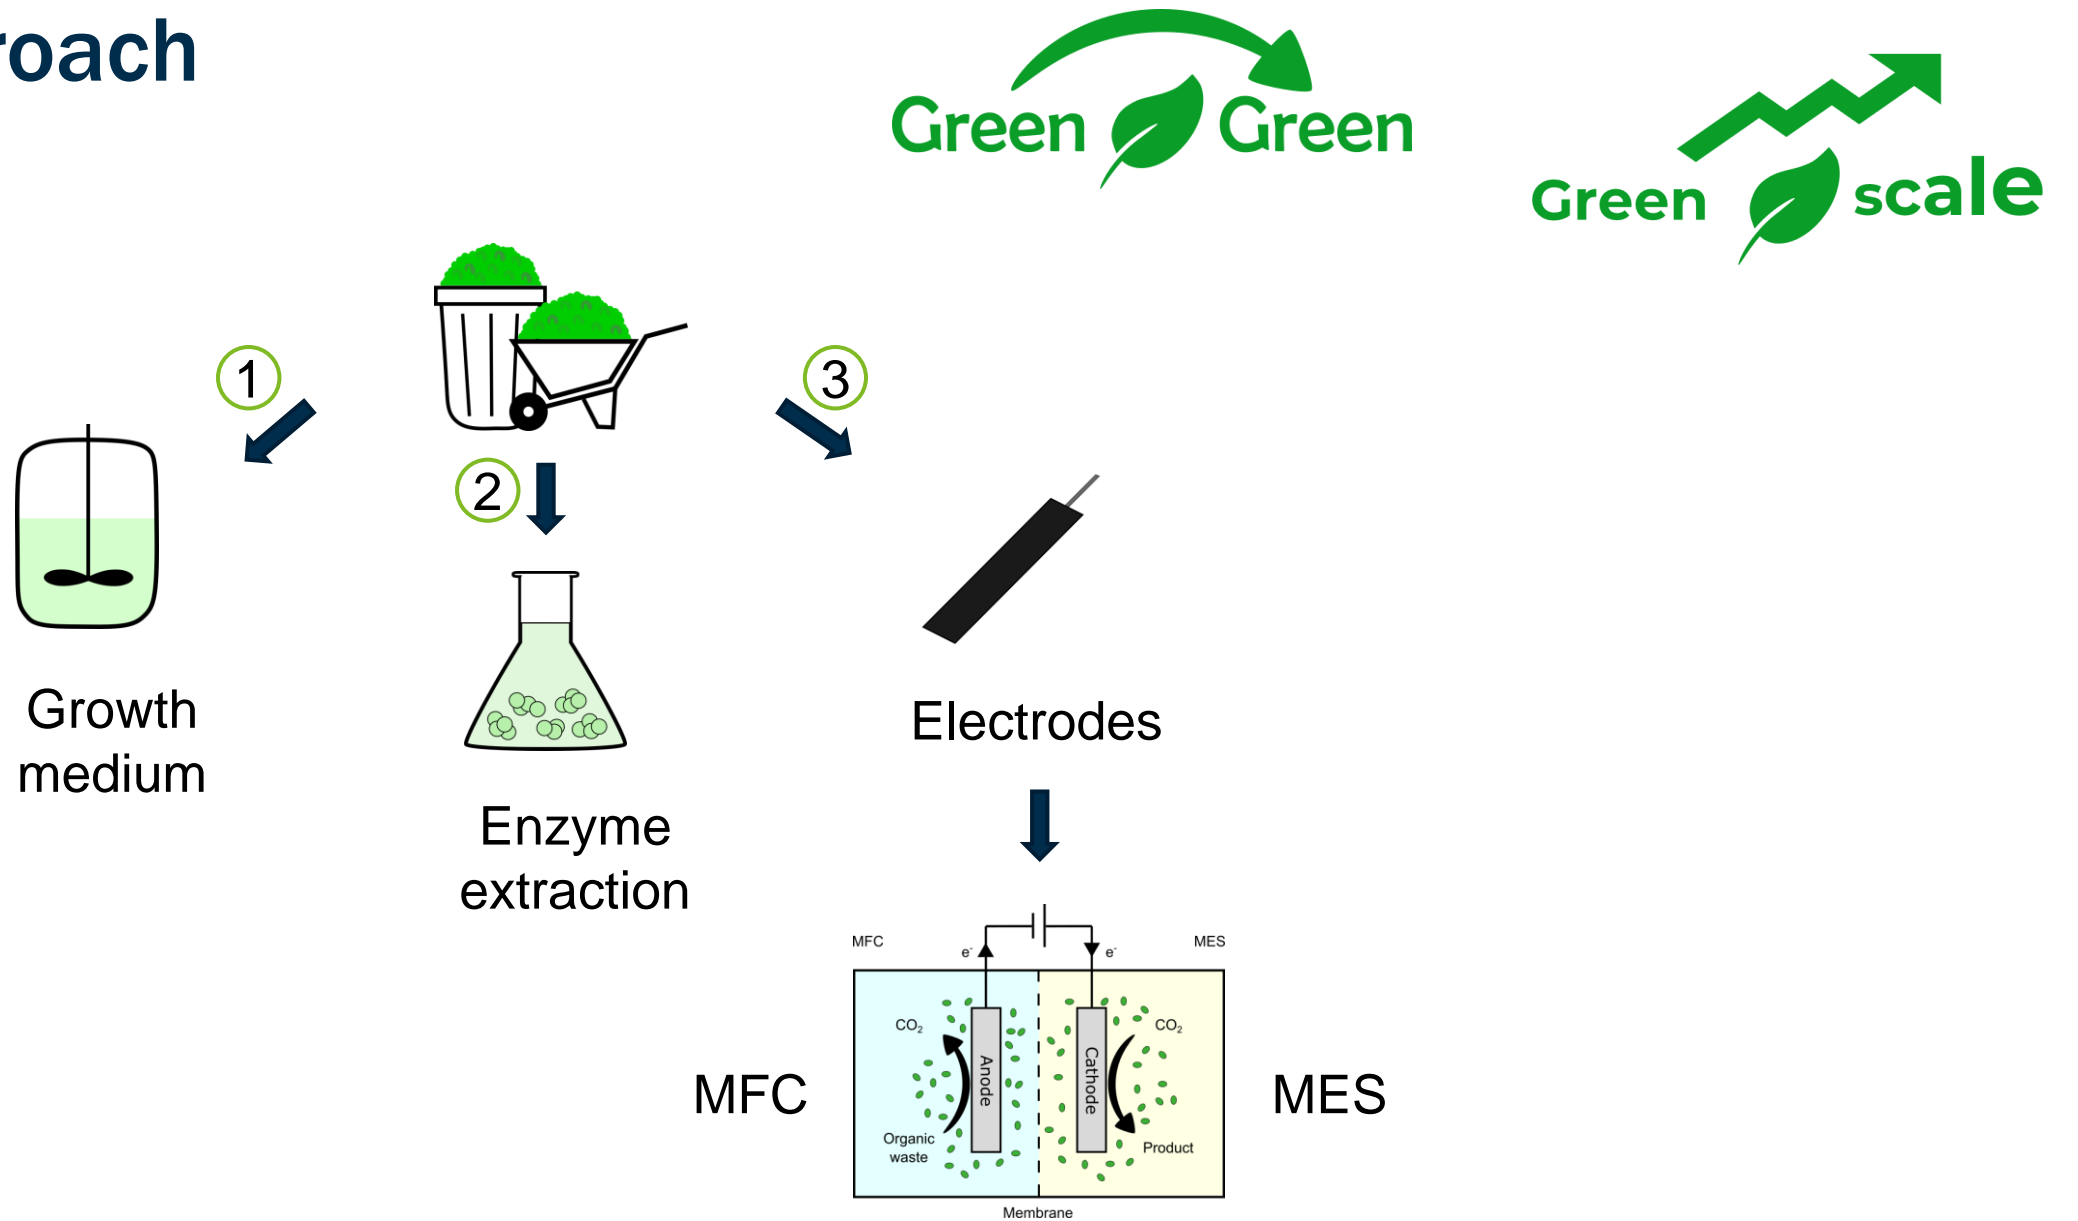 roach
Green Green
Green scale
1
2
3
Growth
medium
Enzyme
extraction
Electrodes
MFC
MES
e-
e-
CO2
CO2
Anode
Cathode
Organic
waste
Product
MFC
MES
Membrane